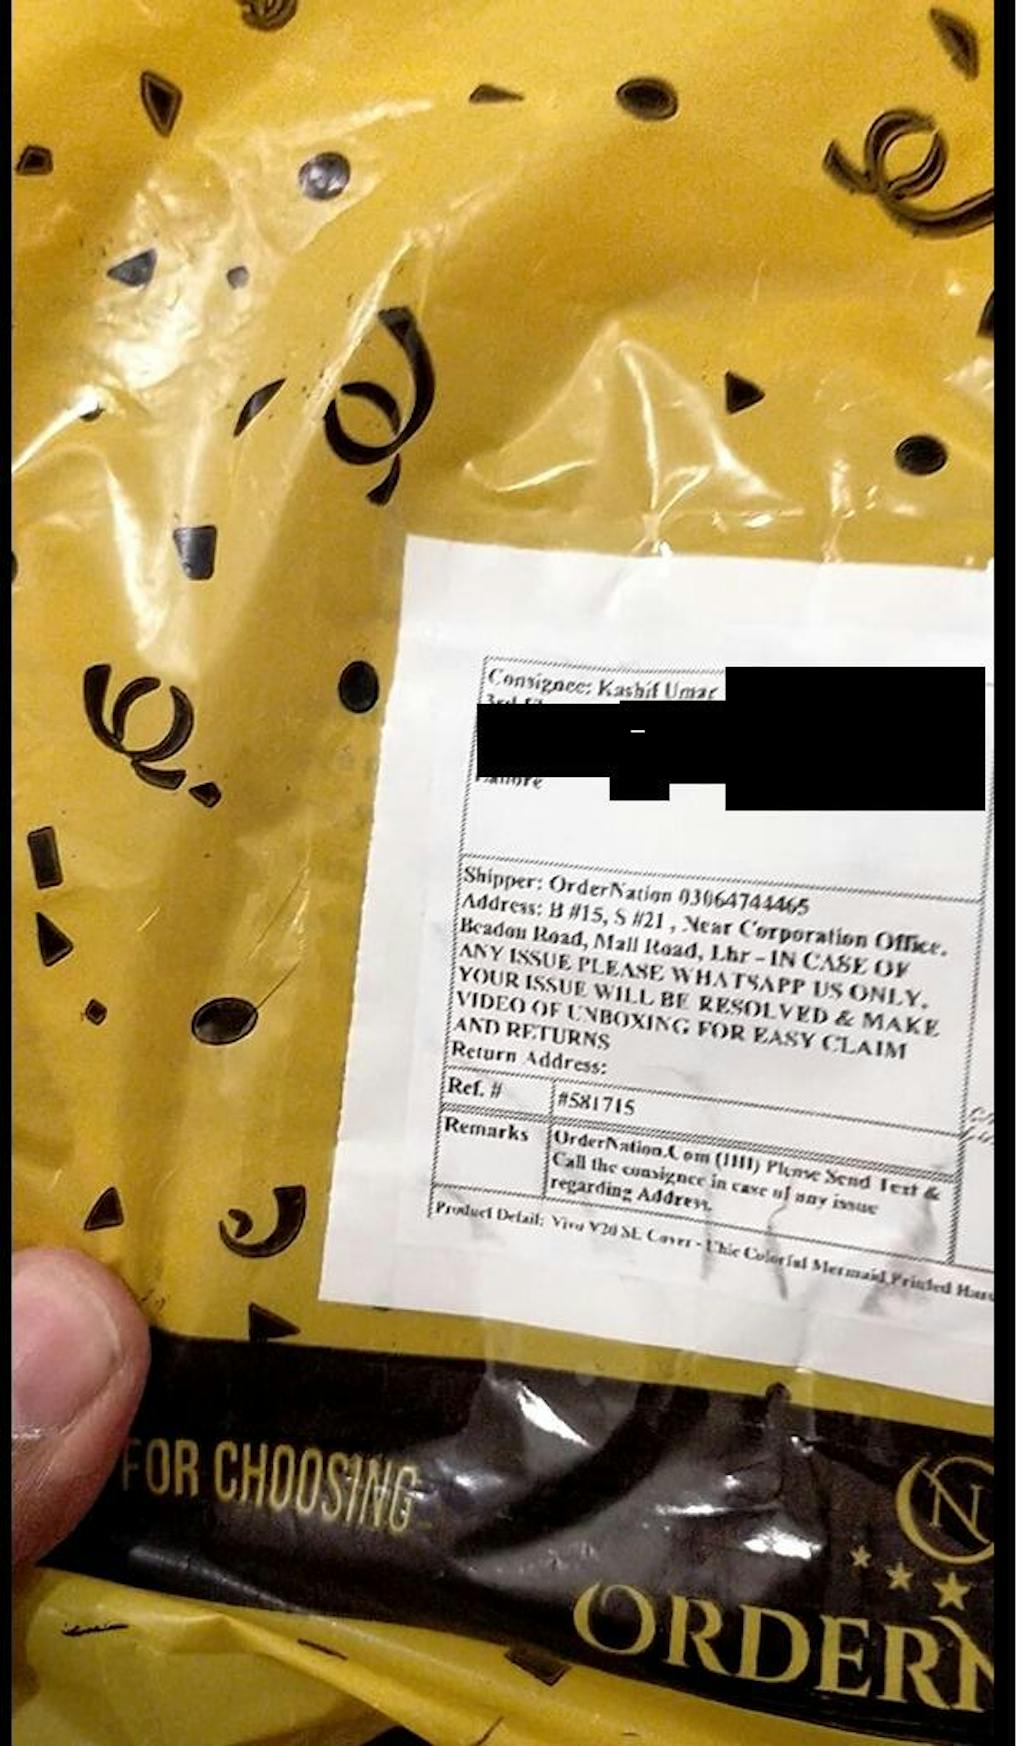 Consignee: Kashif Umar
Lahore
Shipper: OrderNation 03064744465
Address: B #15, S #21 , Near Corporation Office.
Beadon Road, Mall Road, Lhr - IN CASE OF
ANY ISSUE PLEASE WHATSAPP US ONLY.
YOUR ISSUE WILL BE RESOLVED & MAKE
VIDEO OF UNBOXING FOR EASY CLAIM
AND RETURNS
Return Address:
Ref. # #581715
Remarks OrderNation.Com (1111) Please Send Text &
Call the consignee in case of any issue
regarding Address.
Product Detail: Vivo V20 SE Cover - Chic Colorful Mermaid Printed
FOR CHOOSING
N
ORDERN